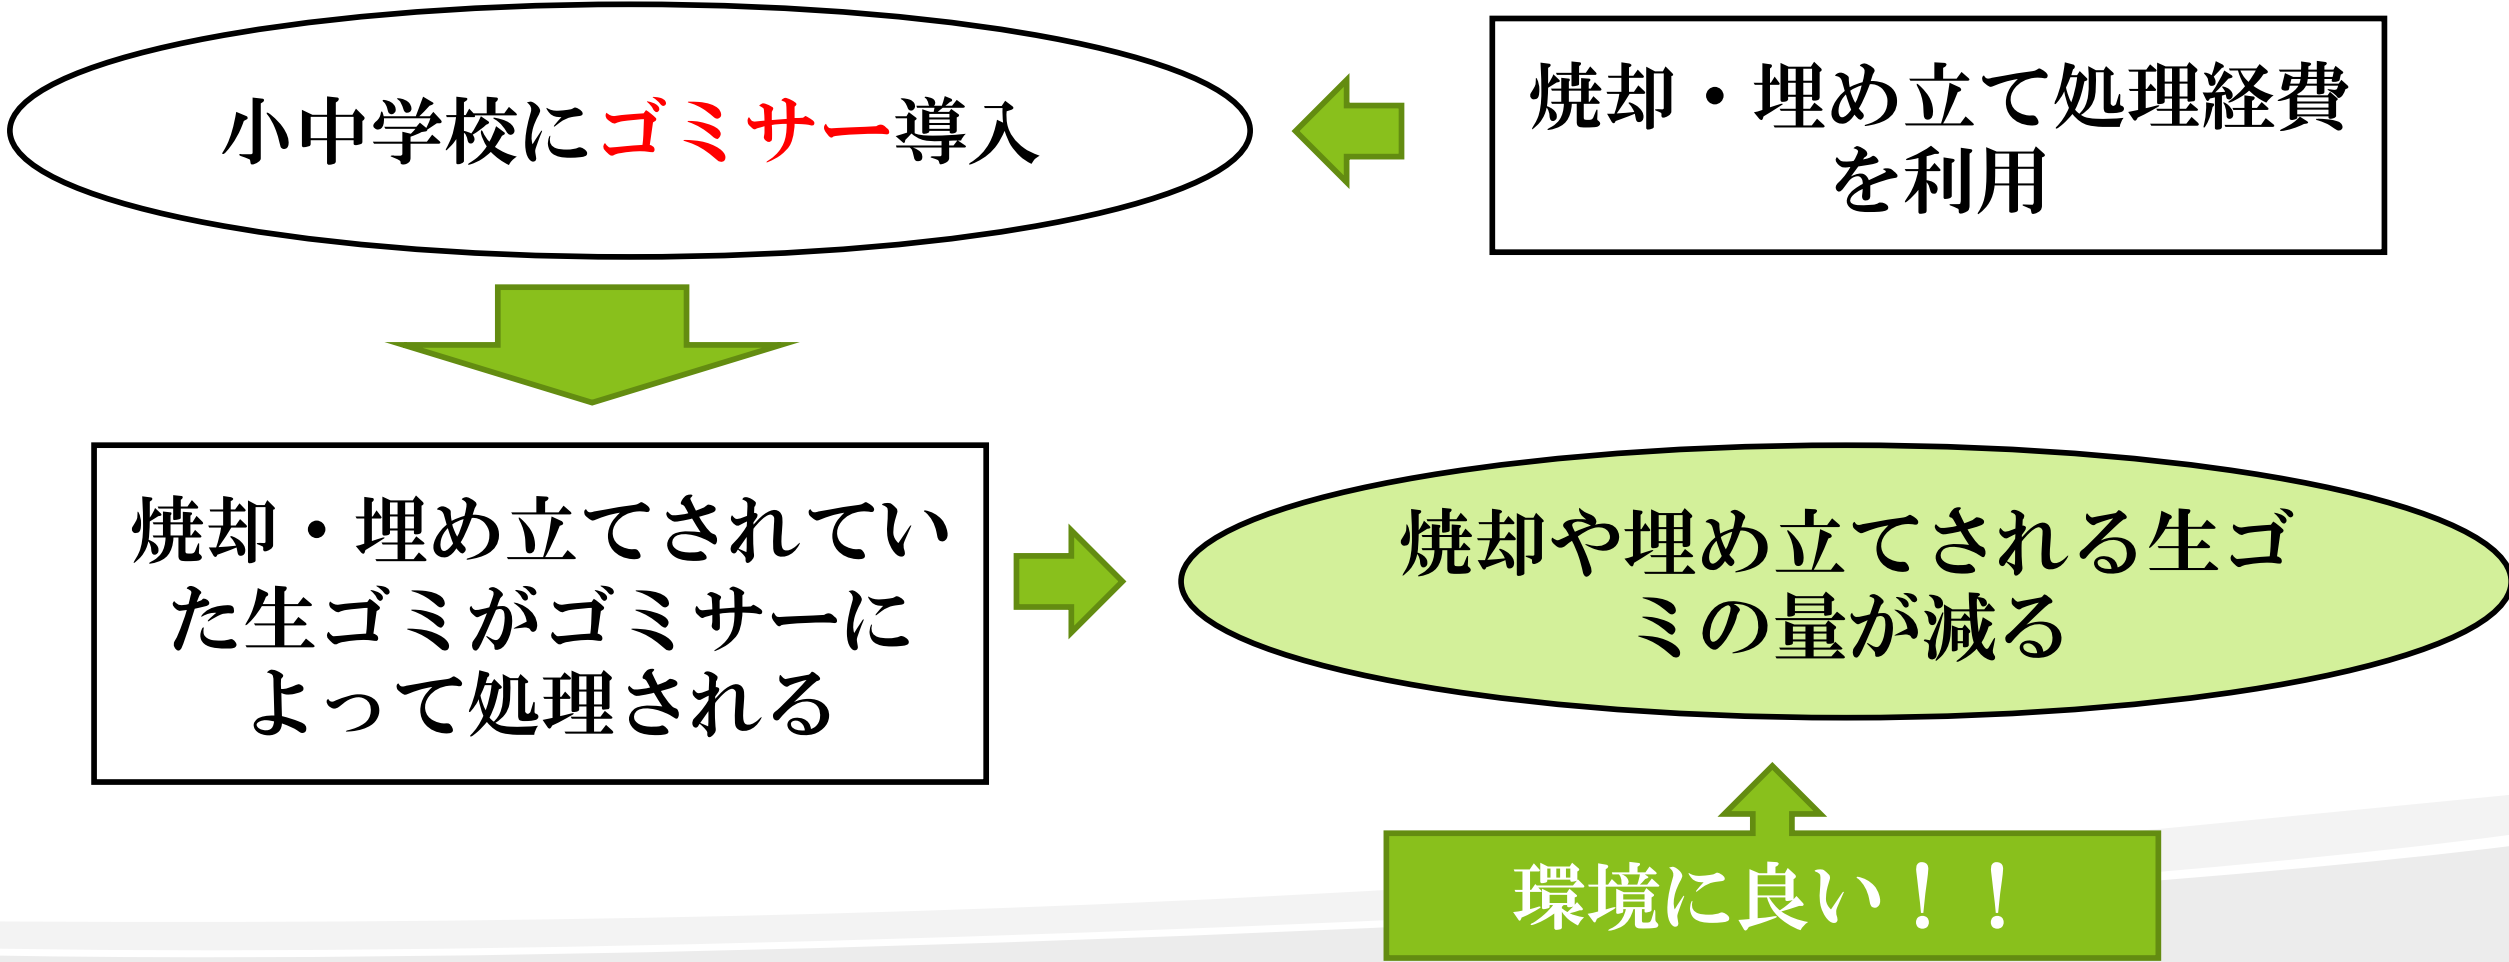 小中学校にゴミサー導入
焼却・埋め立て処理経費
を利用
焼却・埋め立てされてい
た生ゴミがゴミサーに
よって処理される
焼却や埋め立てされる生ゴ
ミの量が減る
環境に良い！！